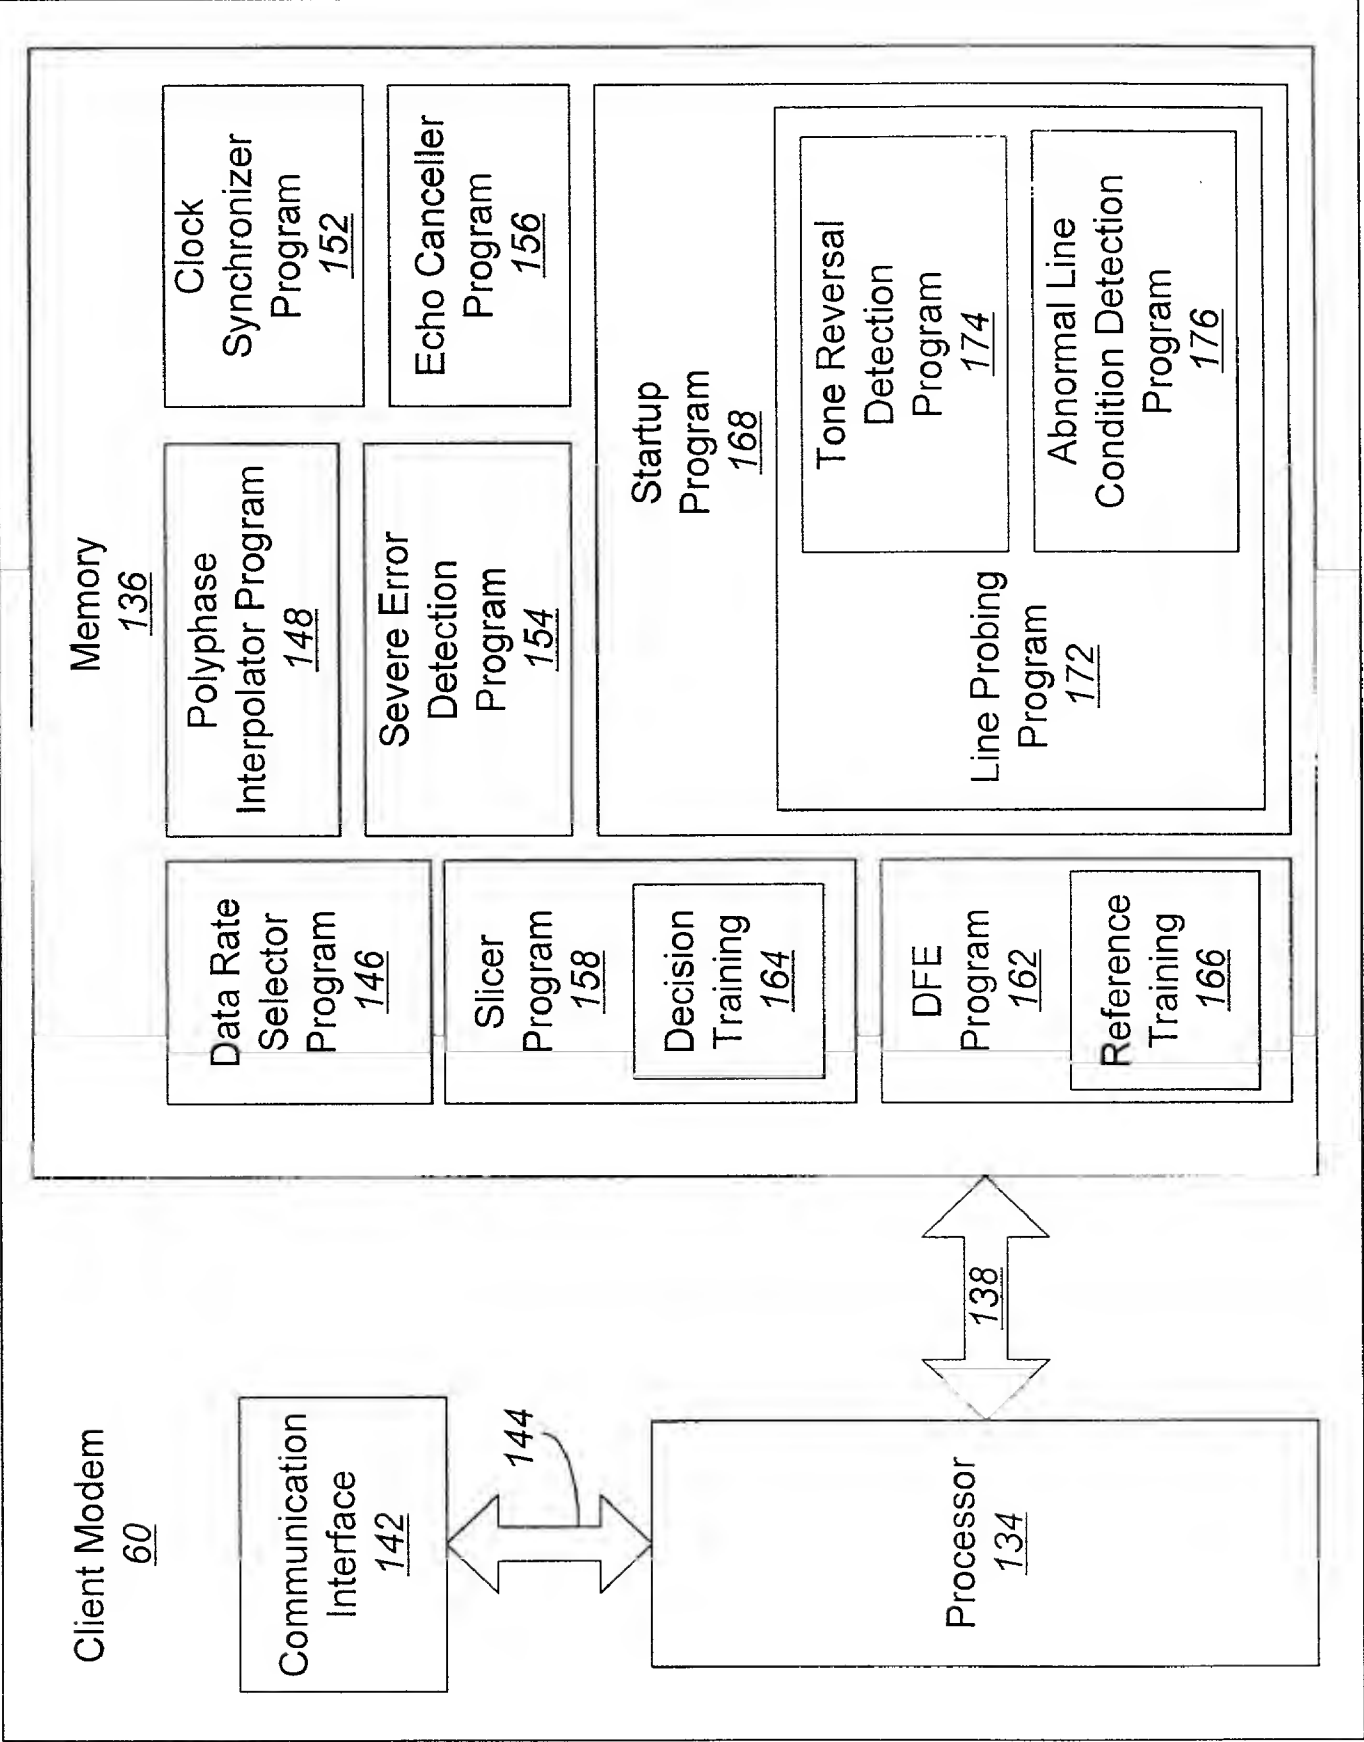 Client Modem
60
Communication
Interface
142
144
Processor
134
138
Memory
136
Data Rate
Selector
Program
146
Polyphase
Interpolator Program
148
Clock
Synchronizer
Program
152
Slicer
Program
158
Decision
Training
164
Severe Error
Detection
Program
154
Echo Canceller
Program
156
DFE
Program
162
Reference
Training
166
Startup
Program
168
Line Probing
Program
172
Tone Reversal
Detection
Program
174
Abnormal Line
Condition Detection
Program
176